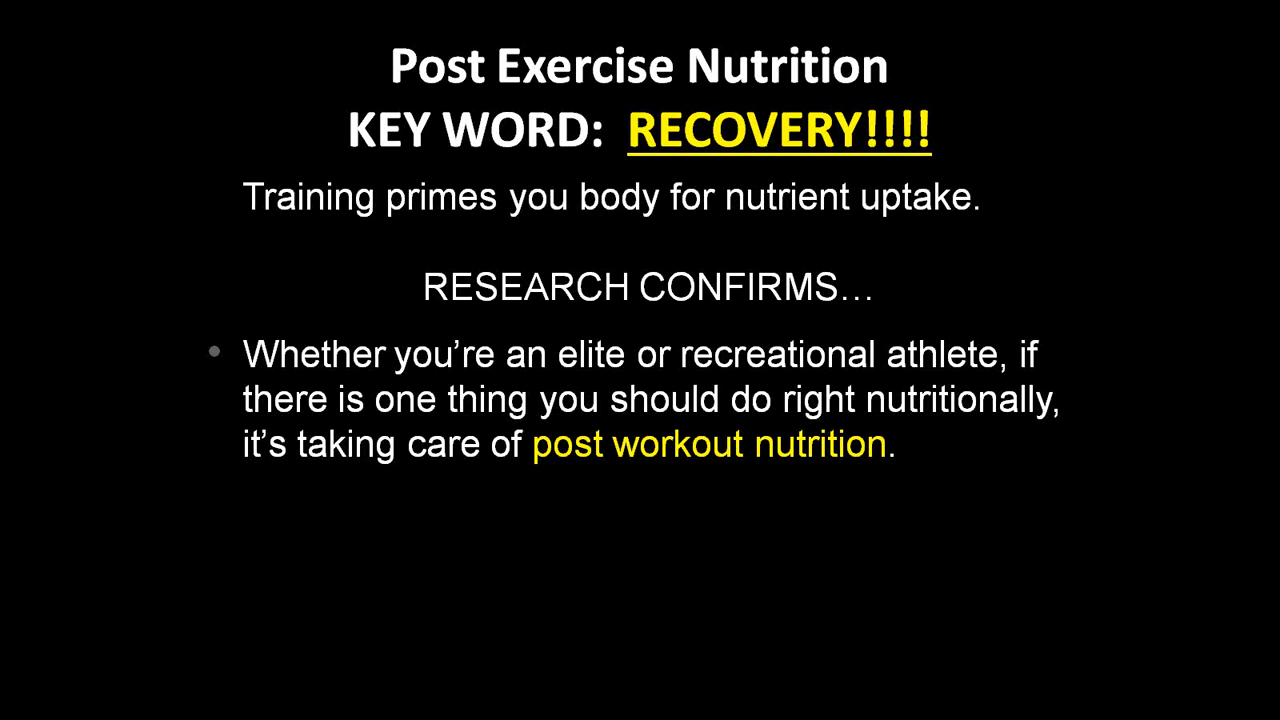 Post Exercise Nutrition
KEY WORD: RECOVERY!!!!
Training primes you body for nutrient uptake.
RESEARCH CONFIRMS…
• Whether you’re an elite or recreational athlete, if
there is one thing you should do right nutritionally,
it’s taking care of post workout nutrition.